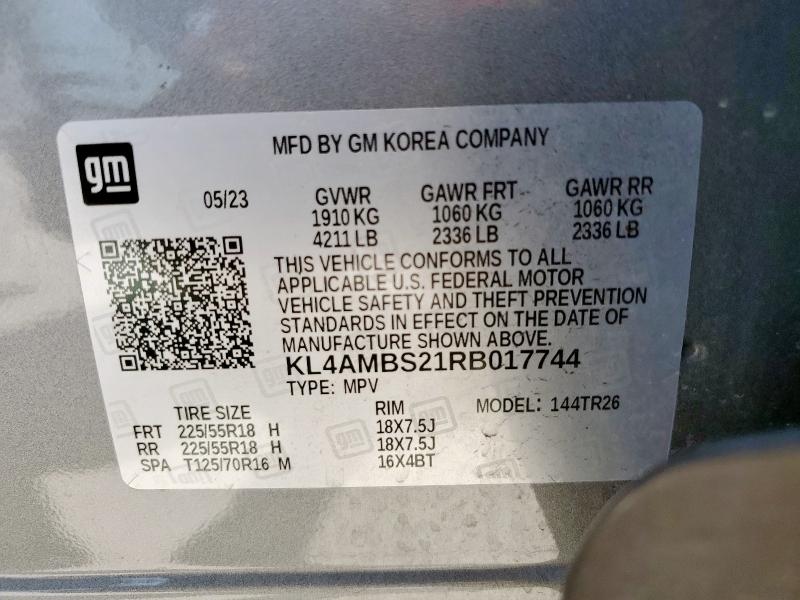 gm
MFD BY GM KOREA COMPANY
05/23
GVWR GAWR FRT GAWR RR
1910 KG 1060 KG 1060 KG
4211 LB 2336 LB 2336 LB
THIS VEHICLE CONFORMS TO ALL
APPLICABLE U.S. FEDERAL MOTOR
VEHICLE SAFETY AND THEFT PREVENTION
STANDARDS IN EFFECT ON THE DATE OF
MANUFACTURE SHOWN ABOVE.
KL4AMBS21RB017744
TYPE: MPV
TIRE SIZE RIM MODEL: 144TR26
FRT 225/55R18 H 18X7.5J
RR 225/55R18 H 18X7.5J
SPA T125/70R16 M 16X4BT